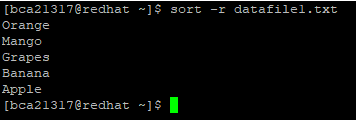 [bca21317@redhat ~]$ sort -r datafile1.txt
Orange
Mango
Grapes
Banana
Apple
[bca21317@redhat ~]$